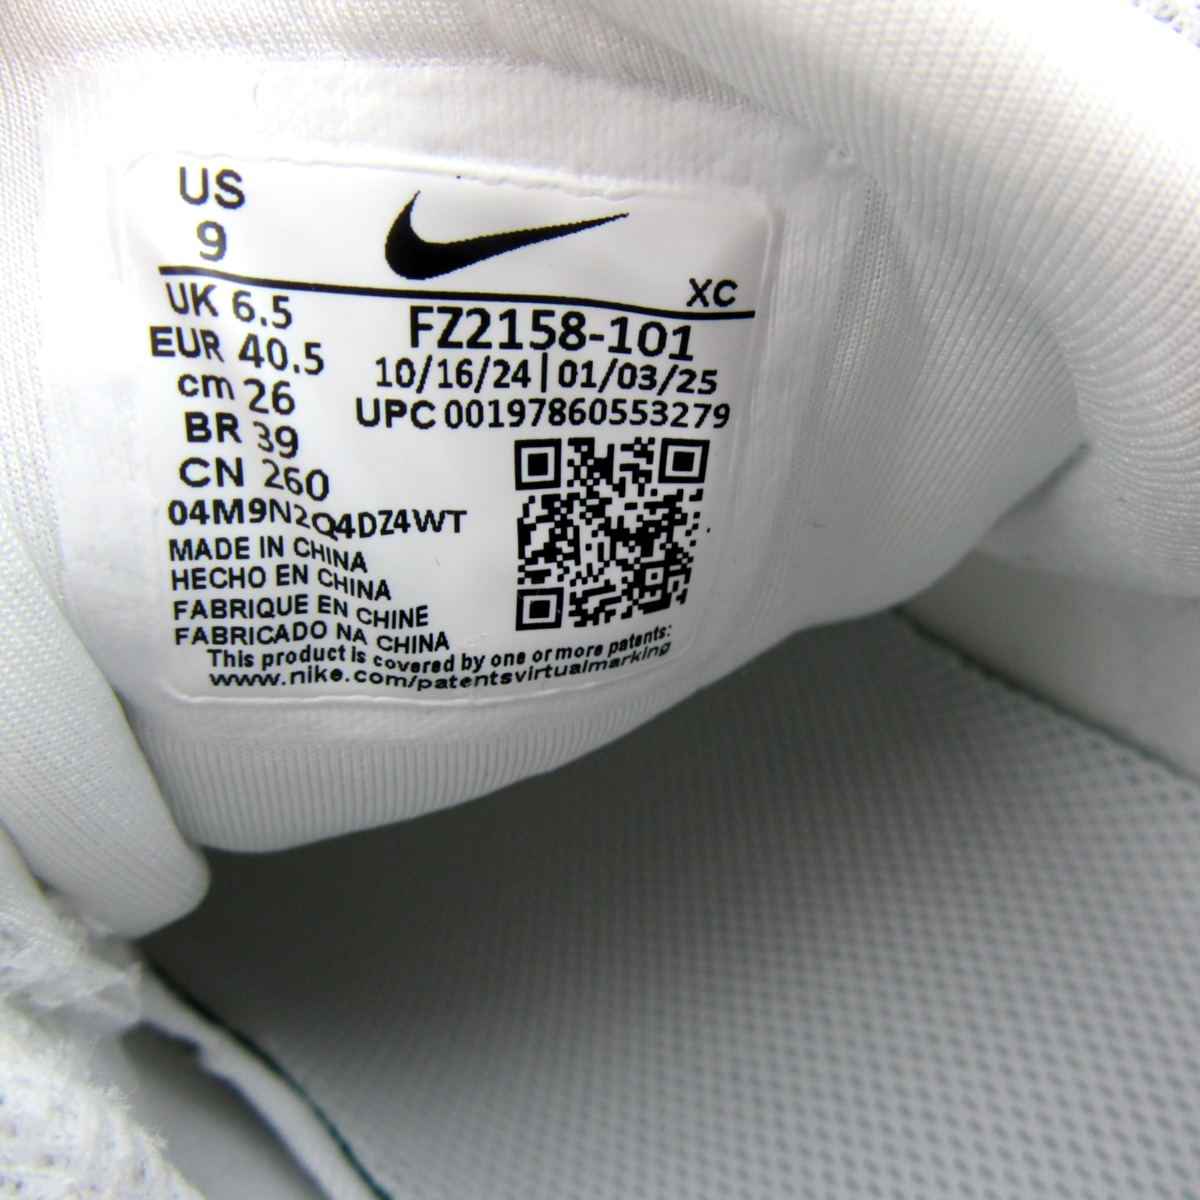 US
9
XC
UK 6.5
EUR 40.5
cm 26
BR 39
CN 260
FZ2158-101
10/16/24 | 01/03/25
UPC 00197860553279
04M9N2Q4DZ4WT
MADE IN CHINA
HECHO EN CHINA
FABRIQUE EN CHINE
FABRICADO NA CHINA
This product is covered by one or more patents:
www.nike.com/patentsvirtualmarking